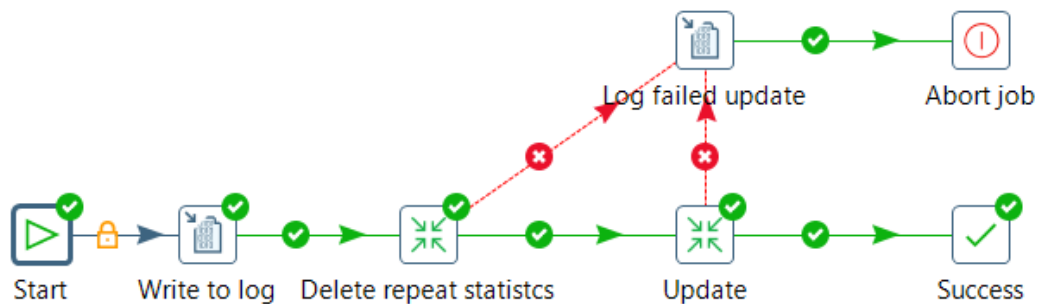 Log failed update
Abort job
Start
Write to log
Delete repeat statistcs
Update
Success